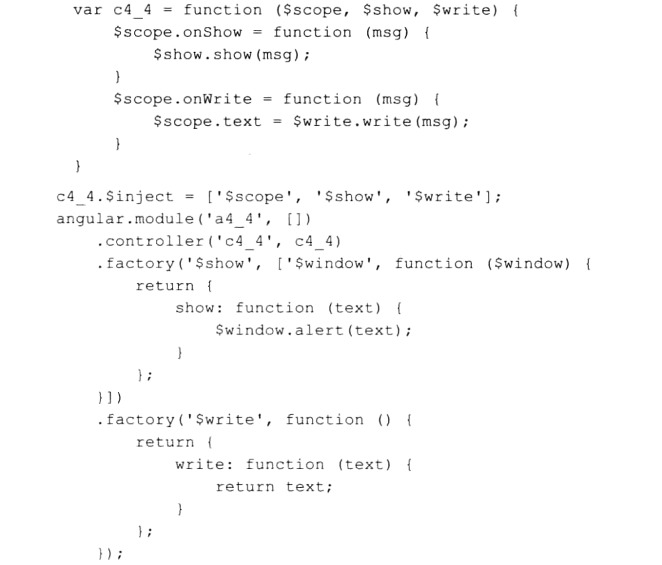 var c4_4 = function ($scope, $show, $write) {
    $scope.onShow = function (msg) {
        $show.show(msg);
    }
    $scope.onWrite = function (msg) {
        $scope.text = $write.write(msg);
    }
}
c4_4.$inject = ['$scope', '$show', '$write'];
angular.module('a4_4', [])
    .controller('c4_4', c4_4)
    .factory('$show', ['$window', function ($window) {
        return {
            show: function (text) {
                $window.alert(text);
            }
        };
    }])
    .factory('$write', function () {
        return {
            write: function (text) {
                return text;
            }
        };
    });